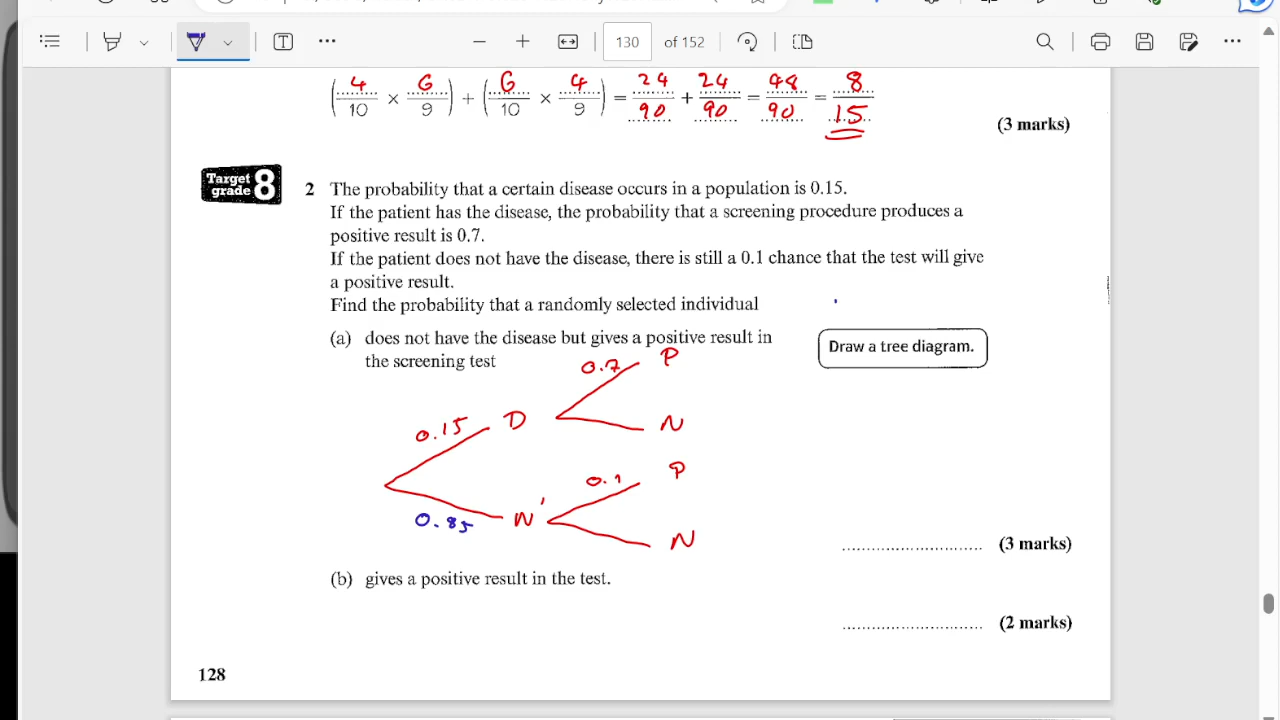 130 of 152
4/10 × 6/9 + 6/10 × 4/9 = 24/90 + 24/90 = 48/90 = 8/15
(3 marks)
Target grade 8
2 The probability that a certain disease occurs in a population is 0.15.
If the patient has the disease, the probability that a screening procedure produces a
positive result is 0.7.
If the patient does not have the disease, there is still a 0.1 chance that the test will give
a positive result.
Find the probability that a randomly selected individual
(a) does not have the disease but gives a positive result in
the screening test
Draw a tree diagram.
0.7 P
0.15 D
N
0.1 P
0.85 N'
N
(3 marks)
(b) gives a positive result in the test.
(2 marks)
128